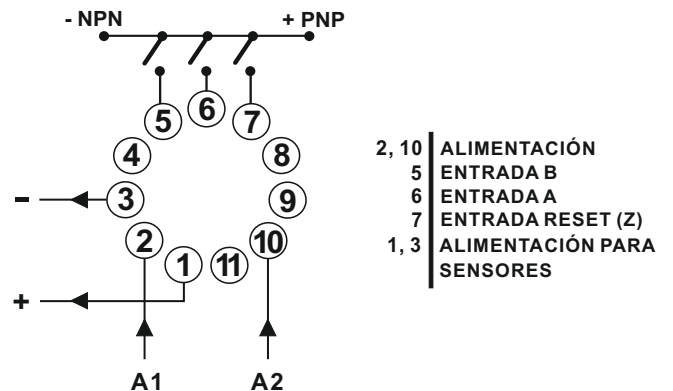 - NPN + PNP
5
6
7
4
8
- 3
9
2
10
1
11
+
A1 A2
2, 10 ALIMENTACIÓN
5 ENTRADA B
6 ENTRADA A
7 ENTRADA RESET (Z)
1, 3 ALIMENTACIÓN PARA
SENSORES